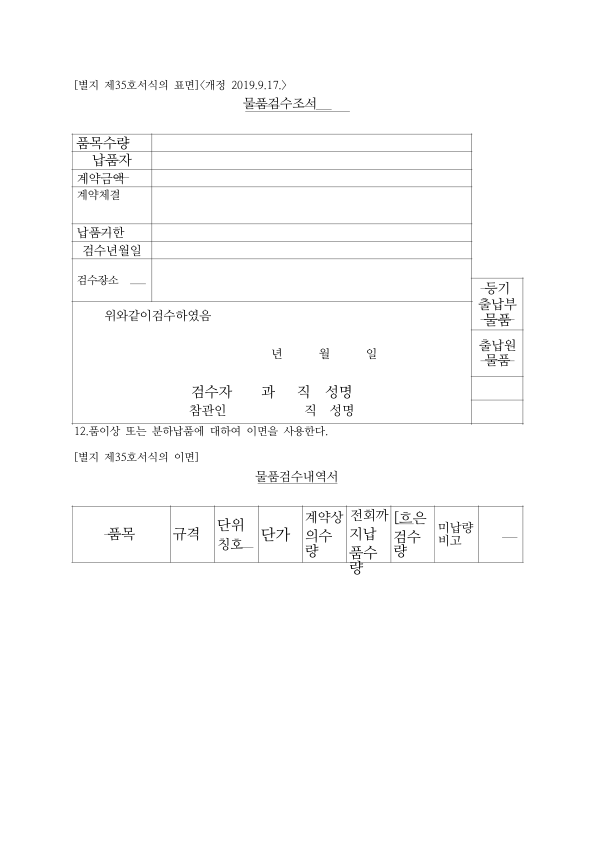 [별지 제35호서식의 표면]<개정 2019.9.17.>
물품검수조서
품목수량
납품자
계약금액
계약체결
납품기한
검수년월일
검수장소
등기
출납부
물품
위와같이검수하였음
출납원
물품
년 월 일
검수자 과 직 성명
참관인 직 성명
12.품이상 또는 분하납품에 대하여 이면을 사용한다.
[별지 제35호서식의 이면]
물품검수내역서
품목
규격
단위
칭호
단가
계약상
의수
량
전회까
지납
품수
량
[흐은
검수
량
미납량
비고